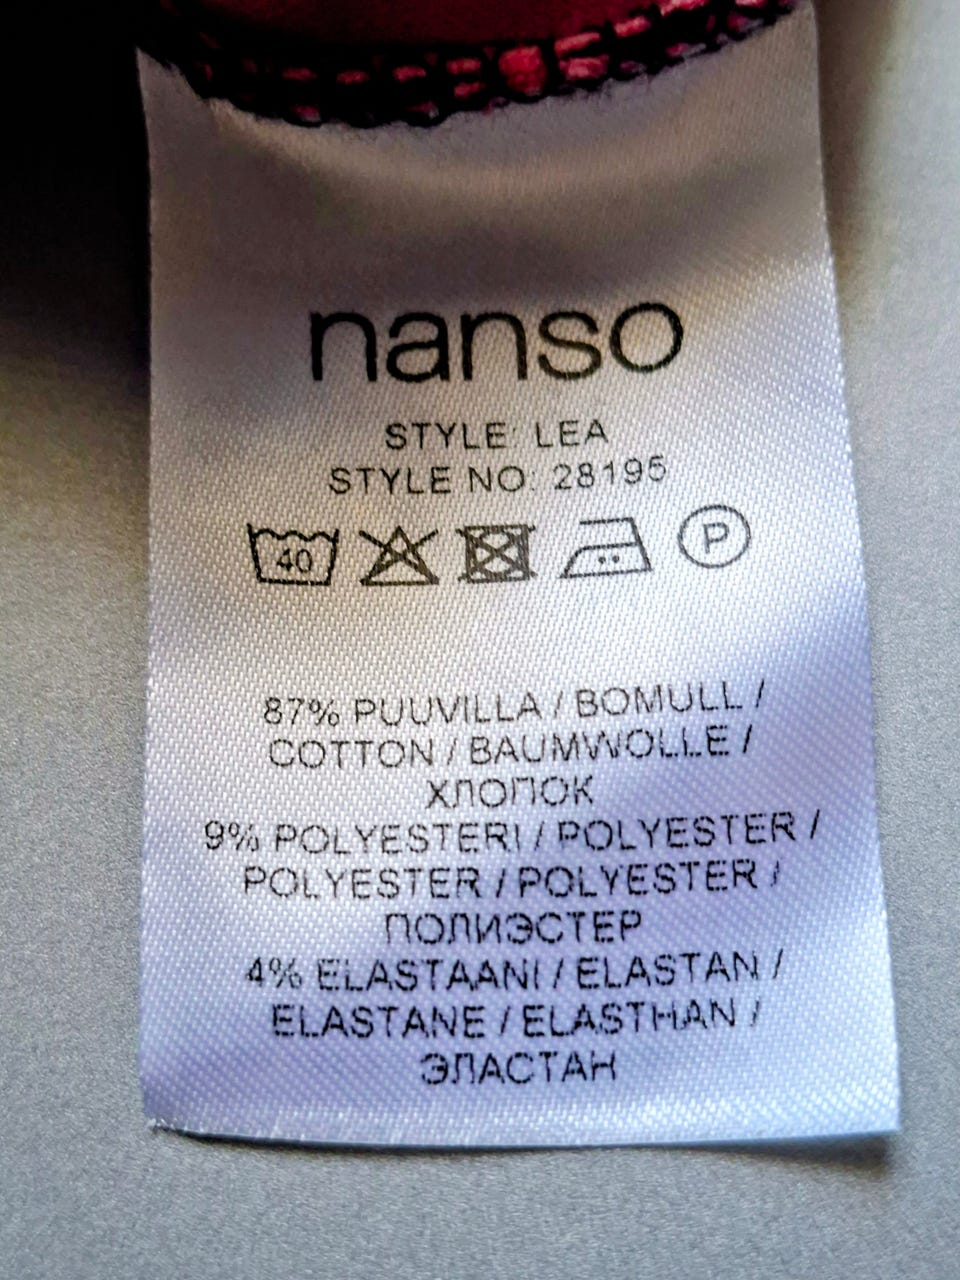 nanso
STYLE: LEA
STYLE NO: 28195
40 P
87% PUUVILLA / BOMULL /
COTTON / BAUMWOLLE /
ХЛОПОК
9% POLYESTERI / POLYESTER /
POLYESTER / POLYESTER /
ПОЛИЭСТЕР
4% ELASTAANI / ELASTAN /
ELASTANE / ELASTHAN /
ЭЛАСТАН